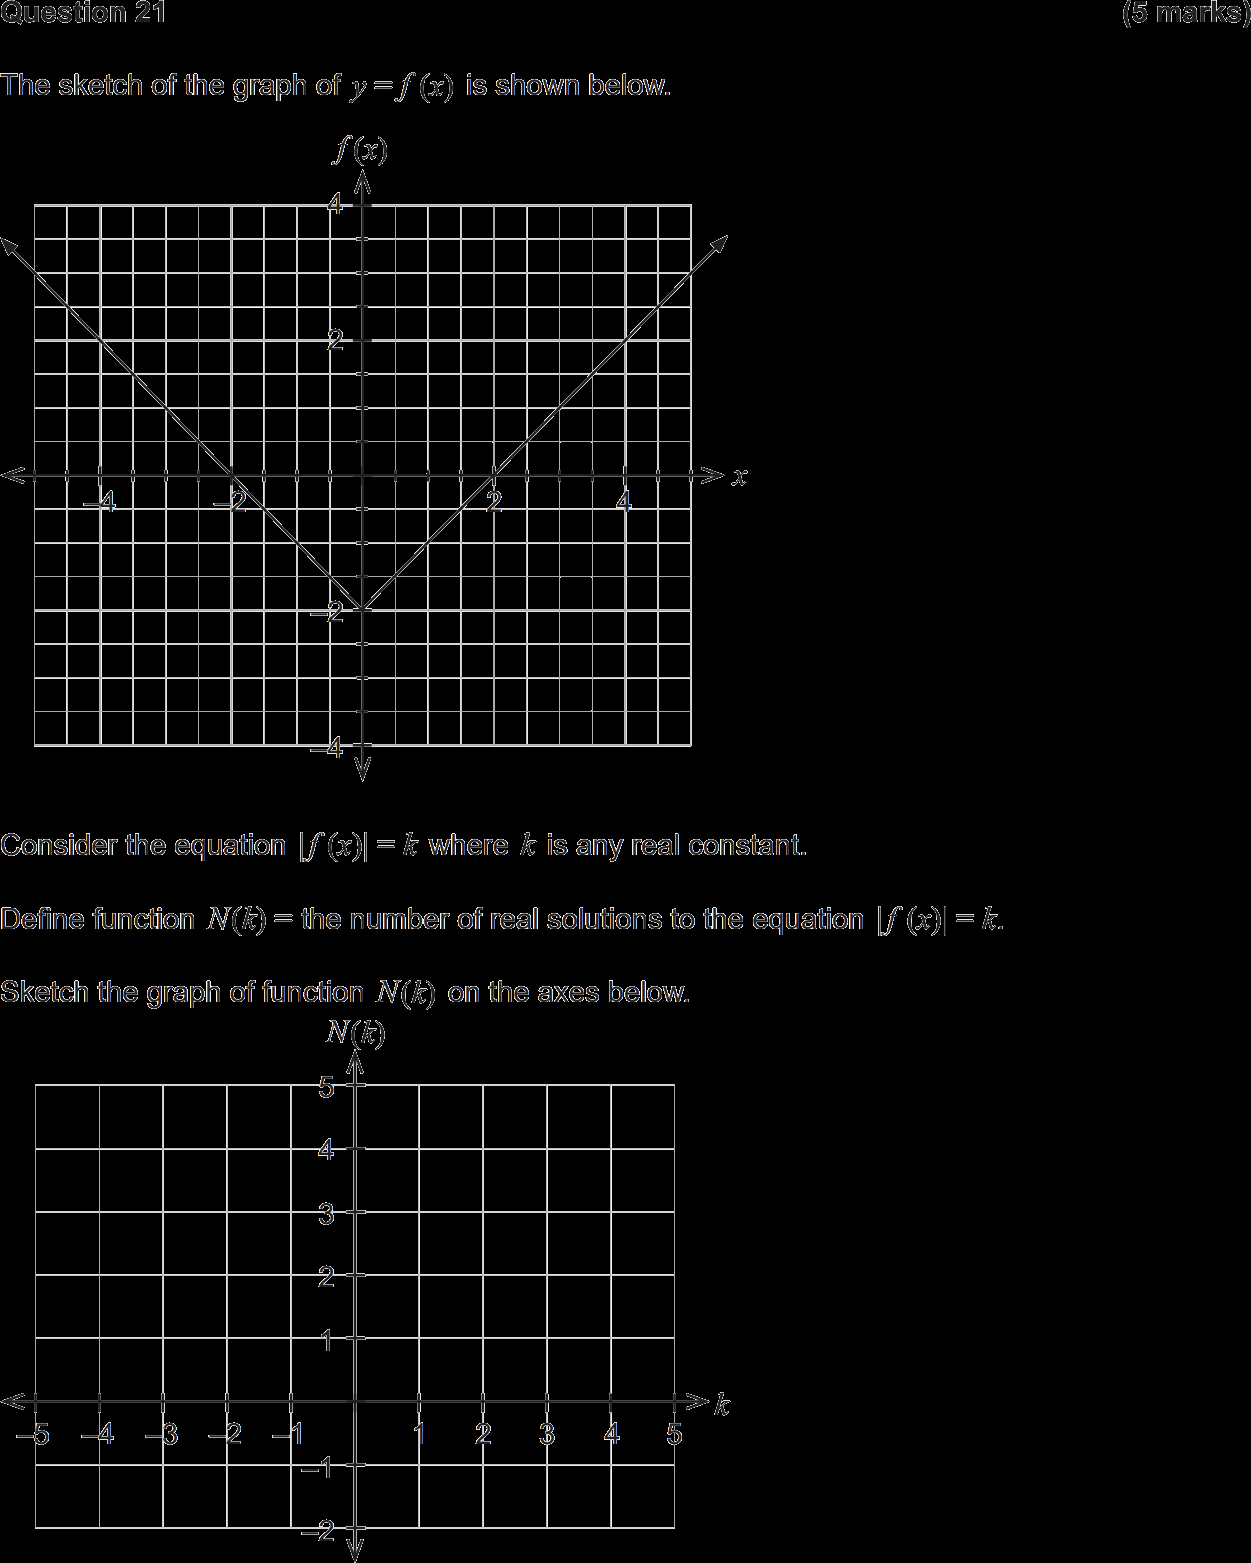 Question 21 (5 marks)
The sketch of the graph of y = f (x) is shown below.
f (x)
4
2
x
–4 –2 2 4
–2
–4
Consider the equation |f (x)| = k where k is any real constant.
Define function N(k) = the number of real solutions to the equation |f (x)| = k.
Sketch the graph of function N(k) on the axes below.
N(k)
5
4
3
2
1
k
–5 –4 –3 –2 –1 1 2 3 4 5
–1
–2